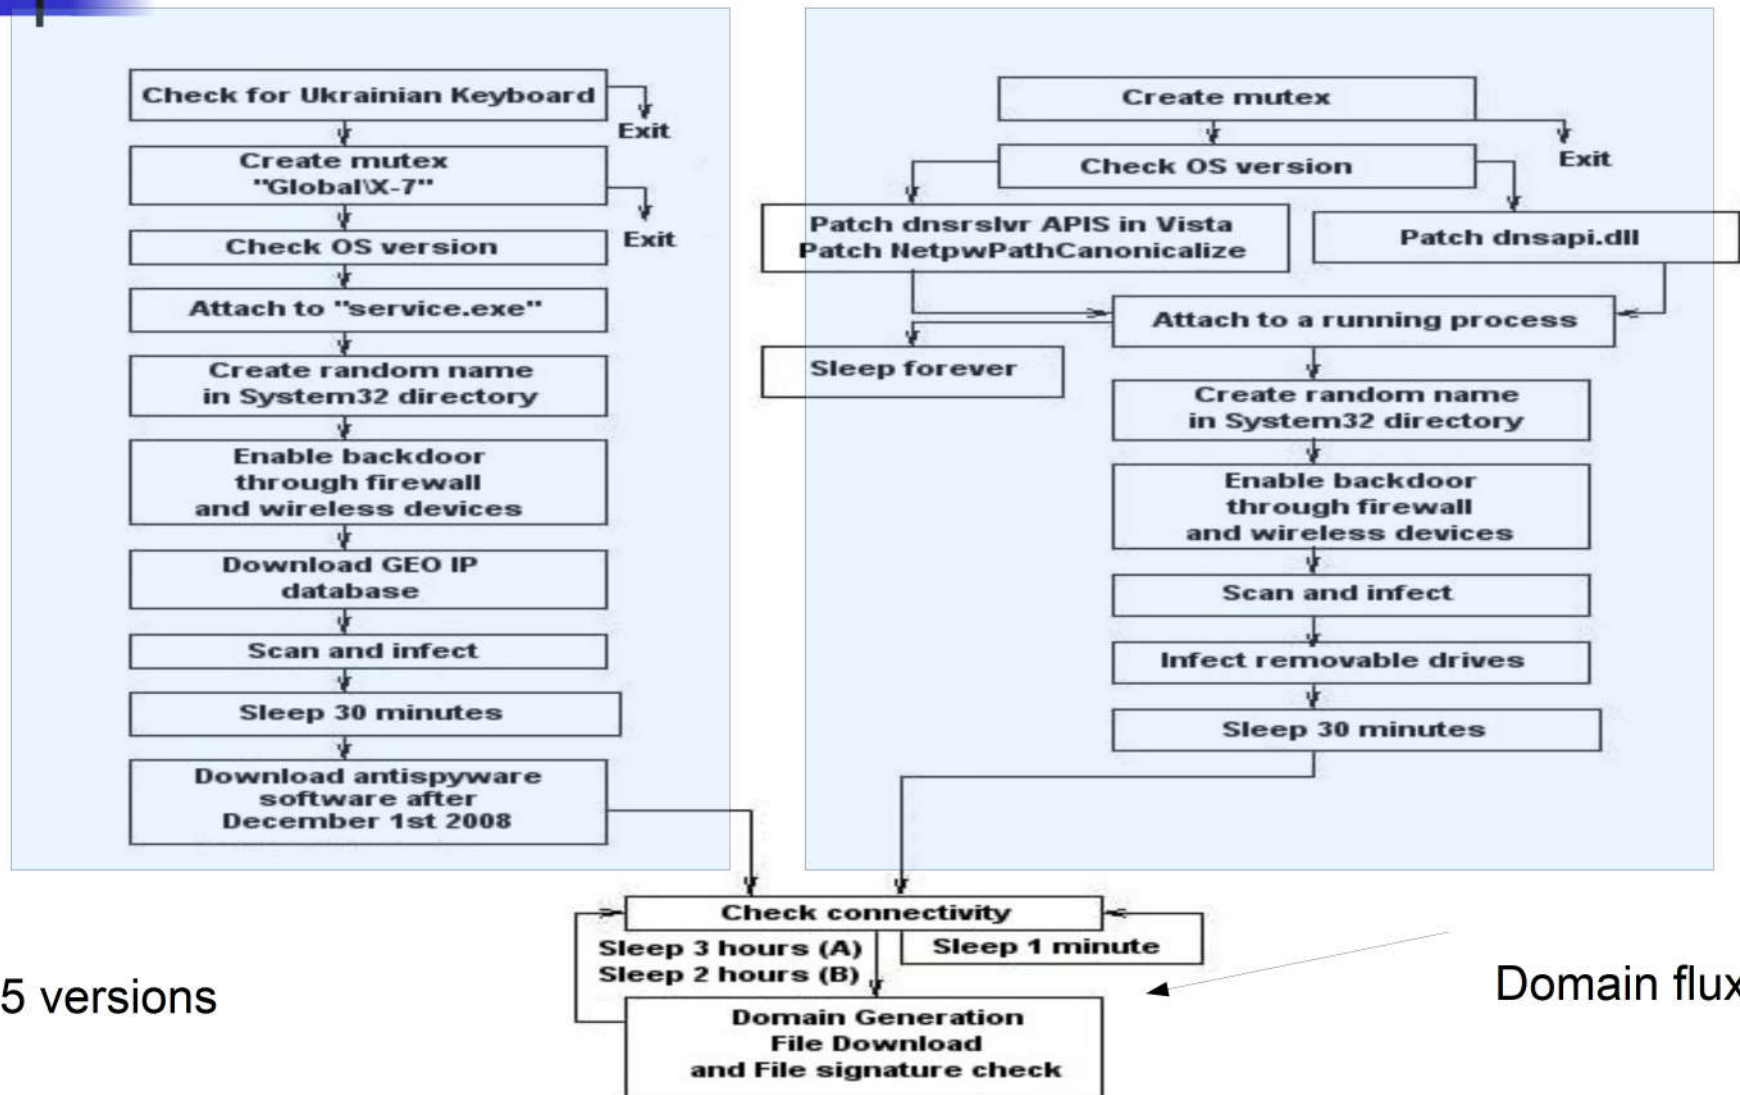 Check for Ukrainian Keyboard
Exit
Create mutex
"Global\X-7"
Exit
Check OS version
Attach to "service.exe"
Create random name
in System32 directory
Enable backdoor
through firewall
and wireless devices
Download GEO IP
database
Scan and infect
Sleep 30 minutes
Download antispyware
software after
December 1st 2008
Create mutex
Exit
Check OS version
Patch dnsrslvr APIS in Vista
Patch NetpwPathCanonicalize
Patch dnsapi.dll
Attach to a running process
Sleep forever
Create random name
in System32 directory
Enable backdoor
through firewall
and wireless devices
Scan and infect
Infect removable drives
Sleep 30 minutes
Check connectivity
Sleep 3 hours (A)
Sleep 2 hours (B)
Sleep 1 minute
Domain Generation
File Download
and File signature check
5 versions
Domain flux